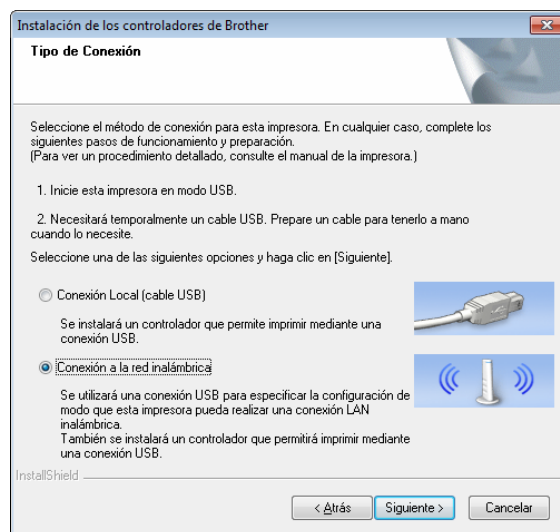 Instalación de los controladores de Brother
Tipo de Conexión
Seleccione el método de conexión para esta impresora. En cualquier caso, complete los
siguientes pasos de funcionamiento y preparación.
(Para ver un procedimiento detallado, consulte el manual de la impresora.)
1. Inicie esta impresora en modo USB.
2. Necesitará temporalmente un cable USB. Prepare un cable para tenerlo a mano
cuando lo necesite.
Seleccione una de las siguientes opciones y haga clic en [Siguiente].
Conexión Local (cable USB)
Se instalará un controlador que permite imprimir mediante una
conexión USB.
Conexión a la red inalámbrica
Se utilizará una conexión USB para especificar la configuración de
modo que esta impresora pueda realizar una conexión LAN
inalámbrica.
También se instalará un controlador que permitirá imprimir mediante
una conexión USB.
InstallShield
< Atrás
Siguiente >
Cancelar